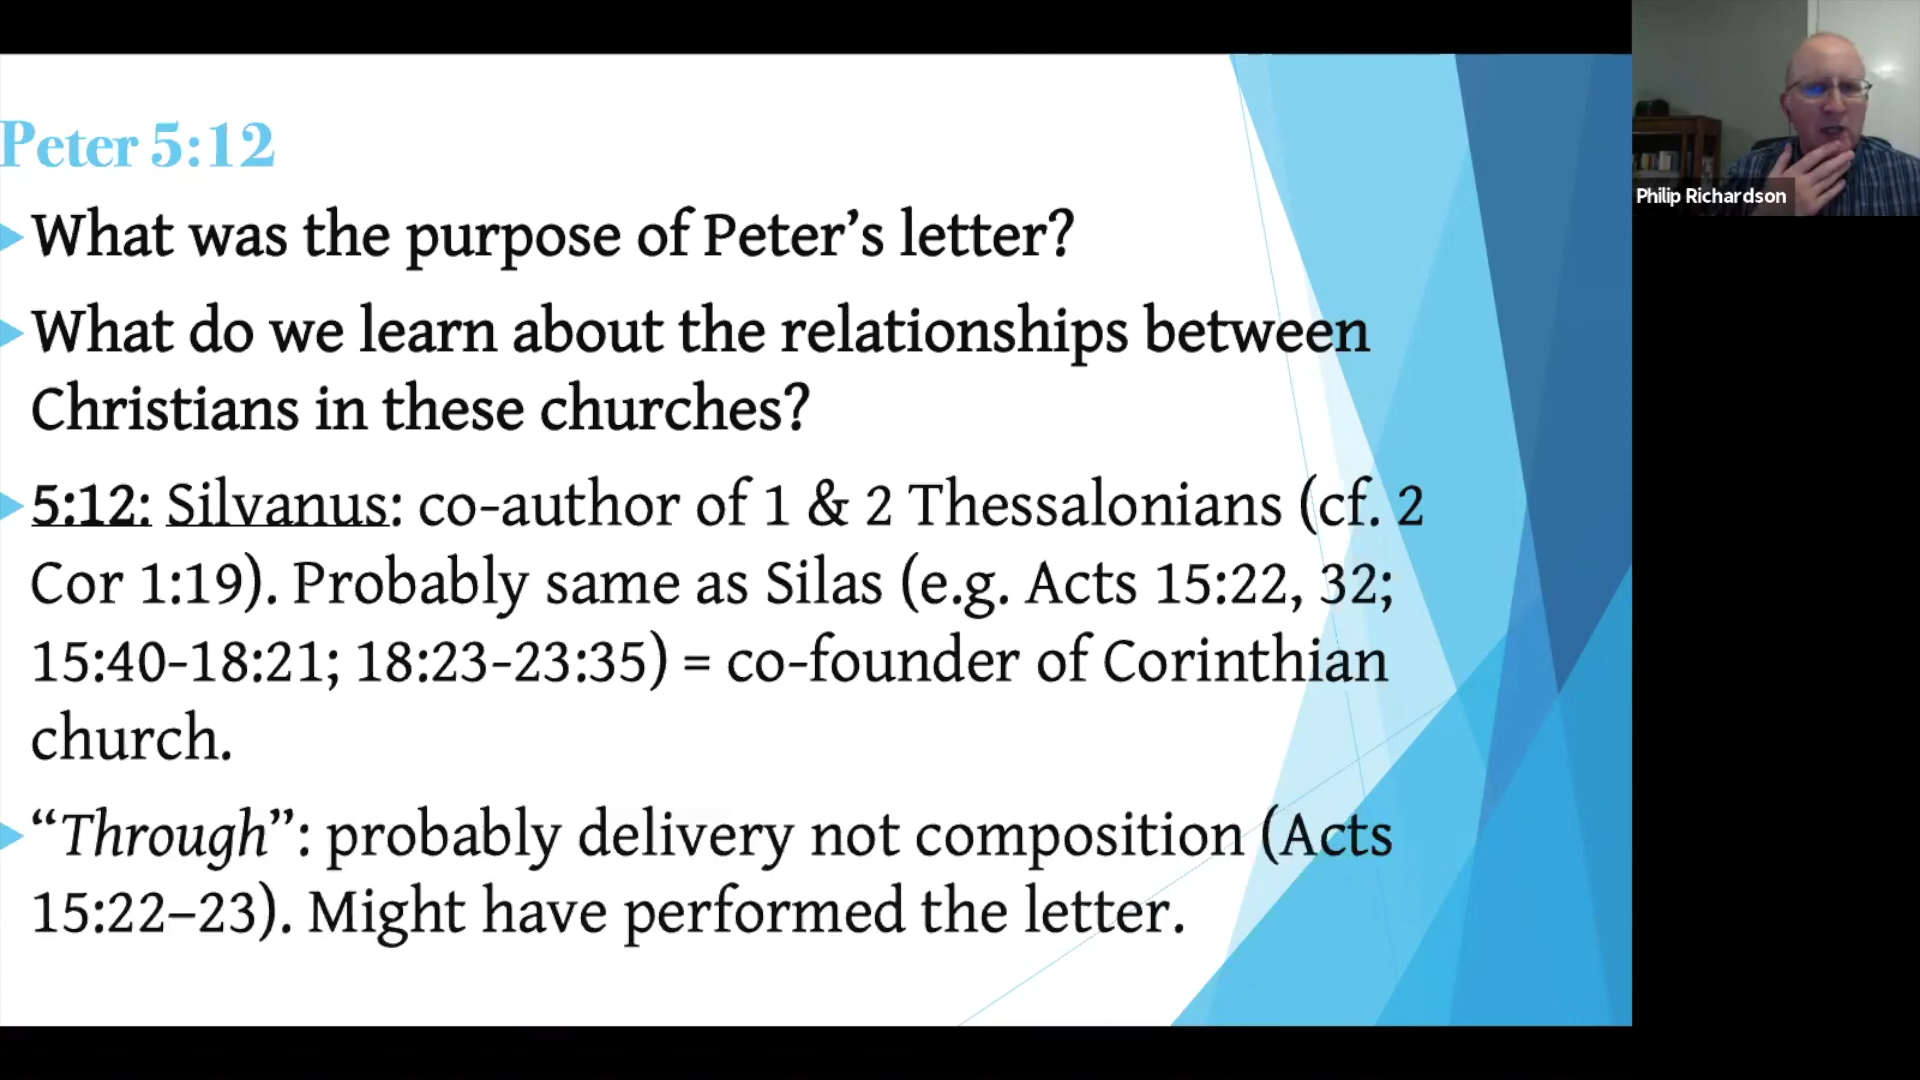 Peter 5:12
What was the purpose of Peter’s letter?
What do we learn about the relationships between
Christians in these churches?
5:12: Silvanus: co-author of 1 & 2 Thessalonians (cf. 2
Cor 1:19). Probably same as Silas (e.g. Acts 15:22, 32;
15:40-18:21; 18:23-23:35) = co-founder of Corinthian
church.
“Through”: probably delivery not composition (Acts
15:22–23). Might have performed the letter.
Philip Richardson